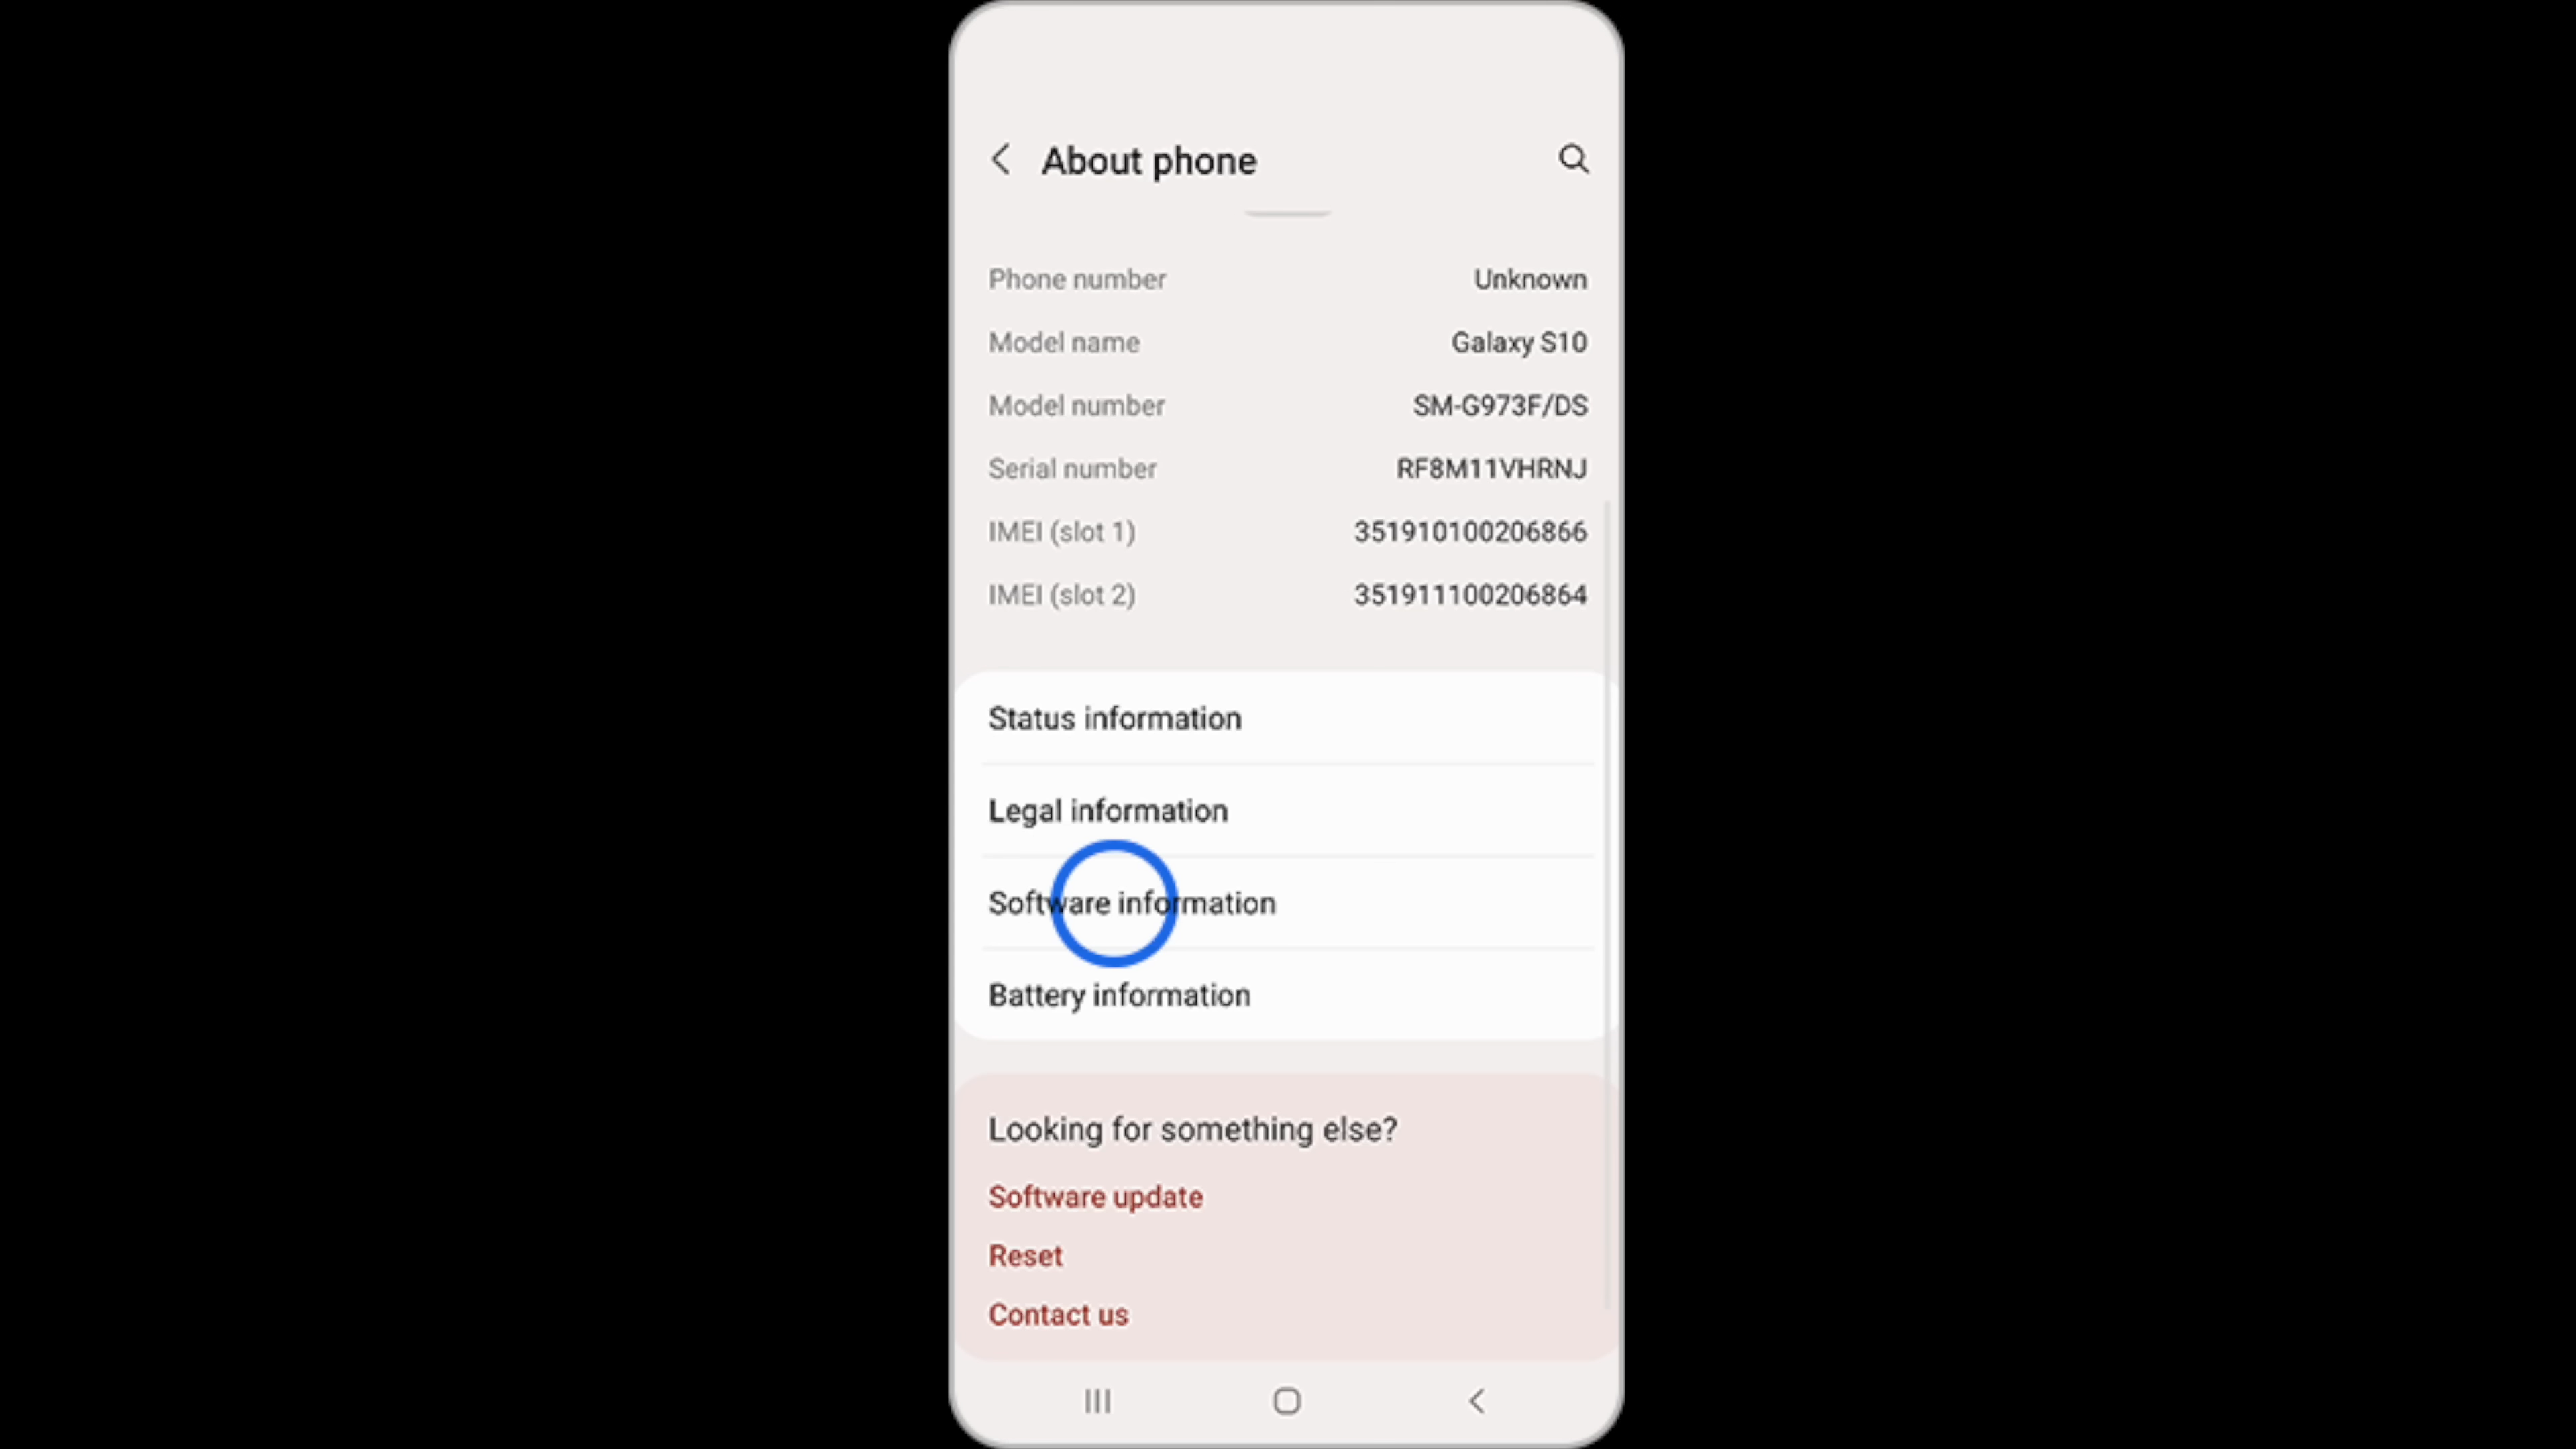 About phone
Phone number Unknown
Model name Galaxy S10
Model number SM-G973F/DS
Serial number RF8M11VHRNJ
IMEI (slot 1) 351910100206866
IMEI (slot 2) 351911100206864
Status information
Legal information
Software information
Battery information
Looking for something else?
Software update
Reset
Contact us